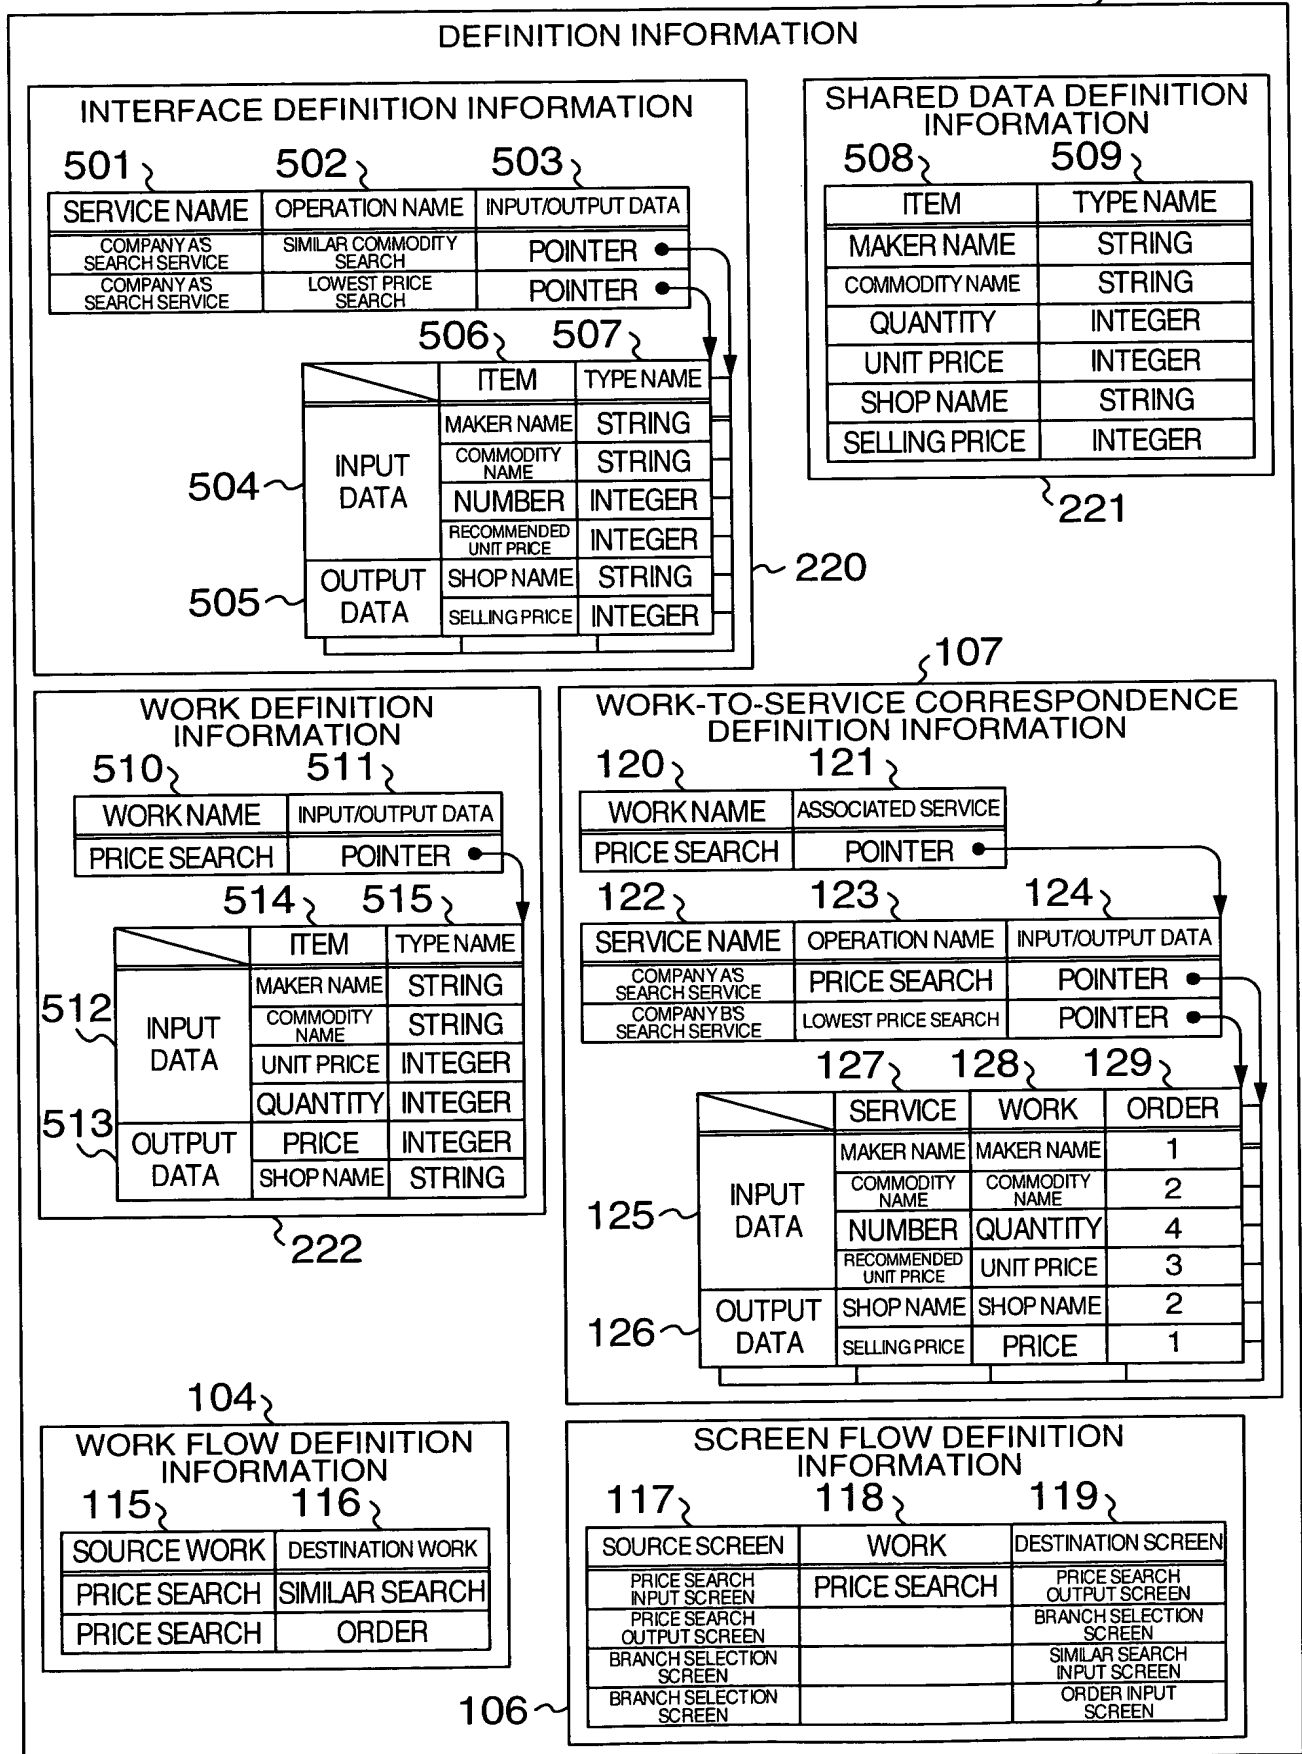 DEFINITION INFORMATION
INTERFACE DEFINITION INFORMATION
501 502 503
SERVICE NAME OPERATION NAME INPUT/OUTPUT DATA
COMPANY A'S SEARCH SERVICE SIMILAR COMMODITY SEARCH POINTER
COMPANY A'S SEARCH SERVICE LOWEST PRICE SEARCH POINTER
506 507
ITEM TYPE NAME
504 INPUT DATA
MAKER NAME STRING
COMMODITY NAME STRING
NUMBER INTEGER
RECOMMENDED UNIT PRICE INTEGER
505 OUTPUT DATA
SHOP NAME STRING
SELLING PRICE INTEGER
220
SHARED DATA DEFINITION
INFORMATION
508 509
ITEM TYPE NAME
MAKER NAME STRING
COMMODITY NAME STRING
QUANTITY INTEGER
UNIT PRICE INTEGER
SHOP NAME STRING
SELLING PRICE INTEGER
221
WORK DEFINITION
INFORMATION
510 511
WORK NAME INPUT/OUTPUT DATA
PRICE SEARCH POINTER
514 515
ITEM TYPE NAME
512 INPUT DATA
MAKER NAME STRING
COMMODITY NAME STRING
UNIT PRICE INTEGER
QUANTITY INTEGER
513 OUTPUT DATA
PRICE INTEGER
SHOP NAME STRING
222
107
WORK-TO-SERVICE CORRESPONDENCE
DEFINITION INFORMATION
120 121
WORK NAME ASSOCIATED SERVICE
PRICE SEARCH POINTER
122 123 124
SERVICE NAME OPERATION NAME INPUT/OUTPUT DATA
COMPANY A'S SEARCH SERVICE PRICE SEARCH POINTER
COMPANY B'S SEARCH SERVICE LOWEST PRICE SEARCH POINTER
127 128 129
SERVICE WORK ORDER
125 INPUT DATA
MAKER NAME MAKER NAME 1
COMMODITY NAME COMMODITY NAME 2
NUMBER QUANTITY 4
RECOMMENDED UNIT PRICE UNIT PRICE 3
126 OUTPUT DATA
SHOP NAME SHOP NAME 2
SELLING PRICE PRICE 1
104
WORK FLOW DEFINITION
INFORMATION
115 116
SOURCE WORK DESTINATION WORK
PRICE SEARCH SIMILAR SEARCH
PRICE SEARCH ORDER
SCREEN FLOW DEFINITION
INFORMATION
117 118 119
SOURCE SCREEN WORK DESTINATION SCREEN
PRICE SEARCH INPUT SCREEN PRICE SEARCH PRICE SEARCH OUTPUT SCREEN
PRICE SEARCH OUTPUT SCREEN BRANCH SELECTION SCREEN
BRANCH SELECTION SCREEN SIMILAR SEARCH INPUT SCREEN
BRANCH SELECTION SCREEN ORDER INPUT SCREEN
106